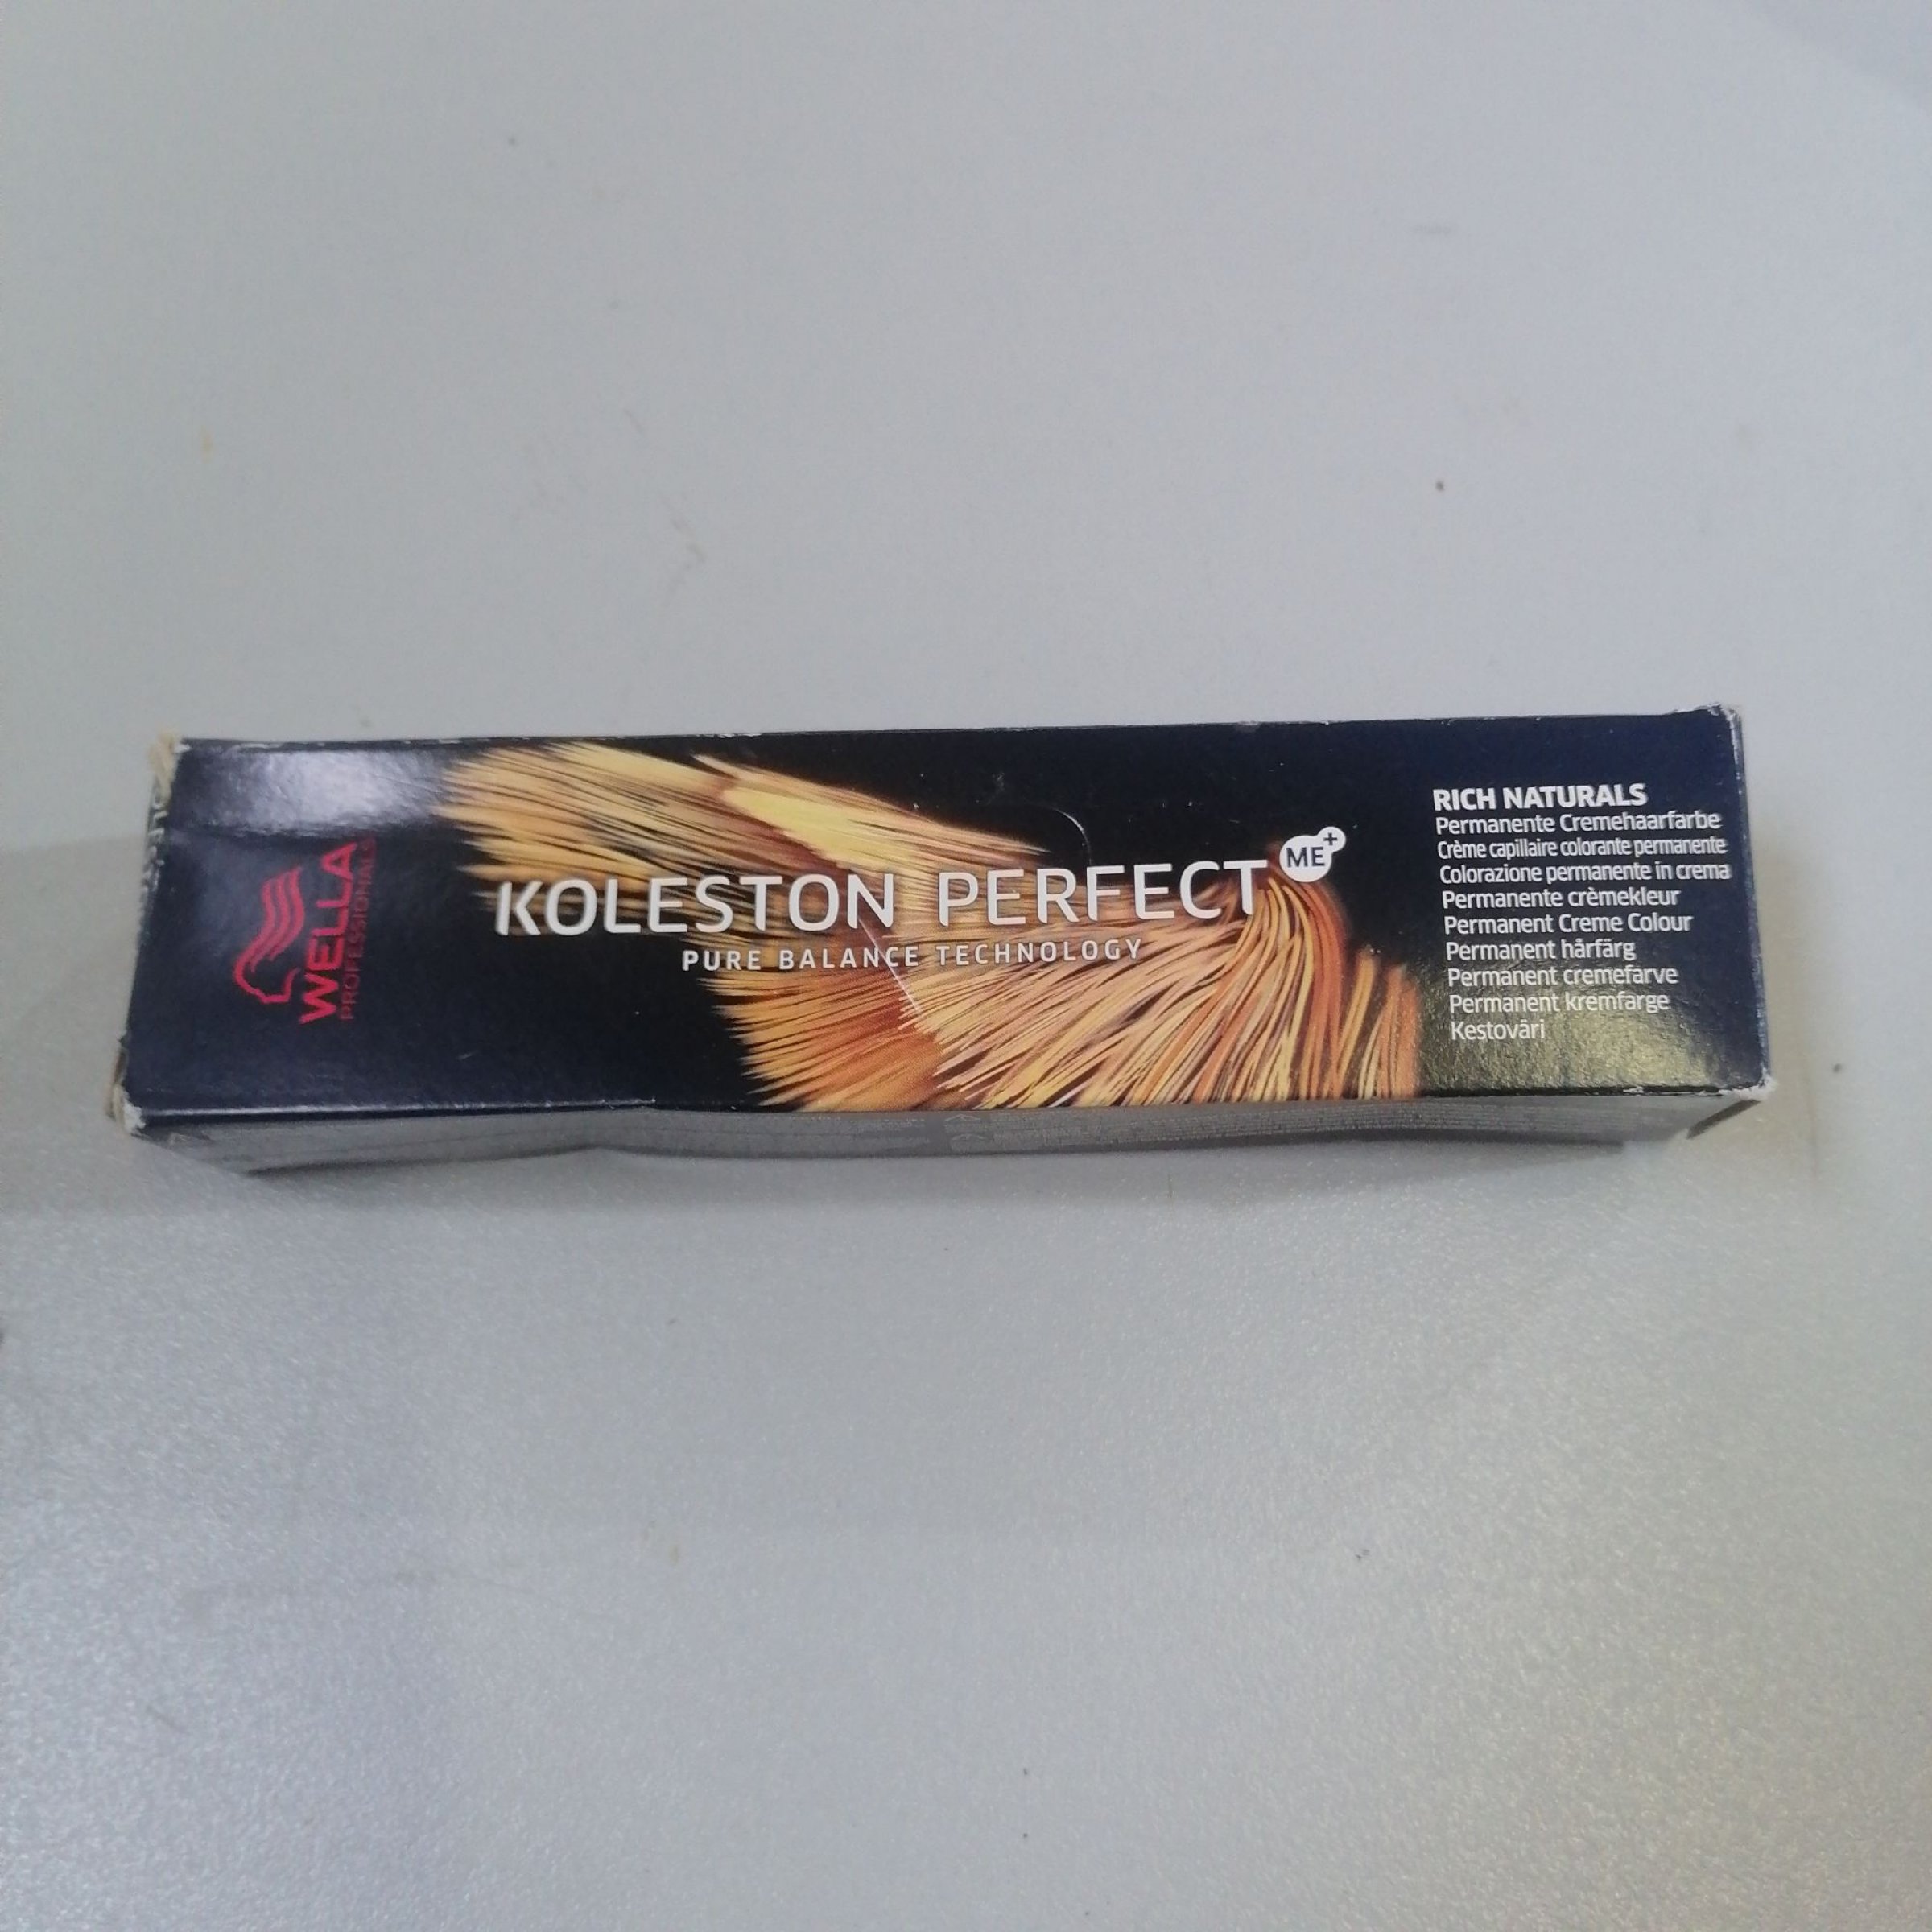 WELLA
PROFESSIONALS
KOLESTON PERFECT ME+
PURE BALANCE TECHNOLOGY
RICH NATURALS
Permanente Cremehaarfarbe
Crème capillaire colorante permanente
Colorazione permanente in crema
Permanente crèmekleur
Permanent Creme Colour
Permanent hårfärg
Permanent cremefarve
Permanent kremfarge
Kestoväri